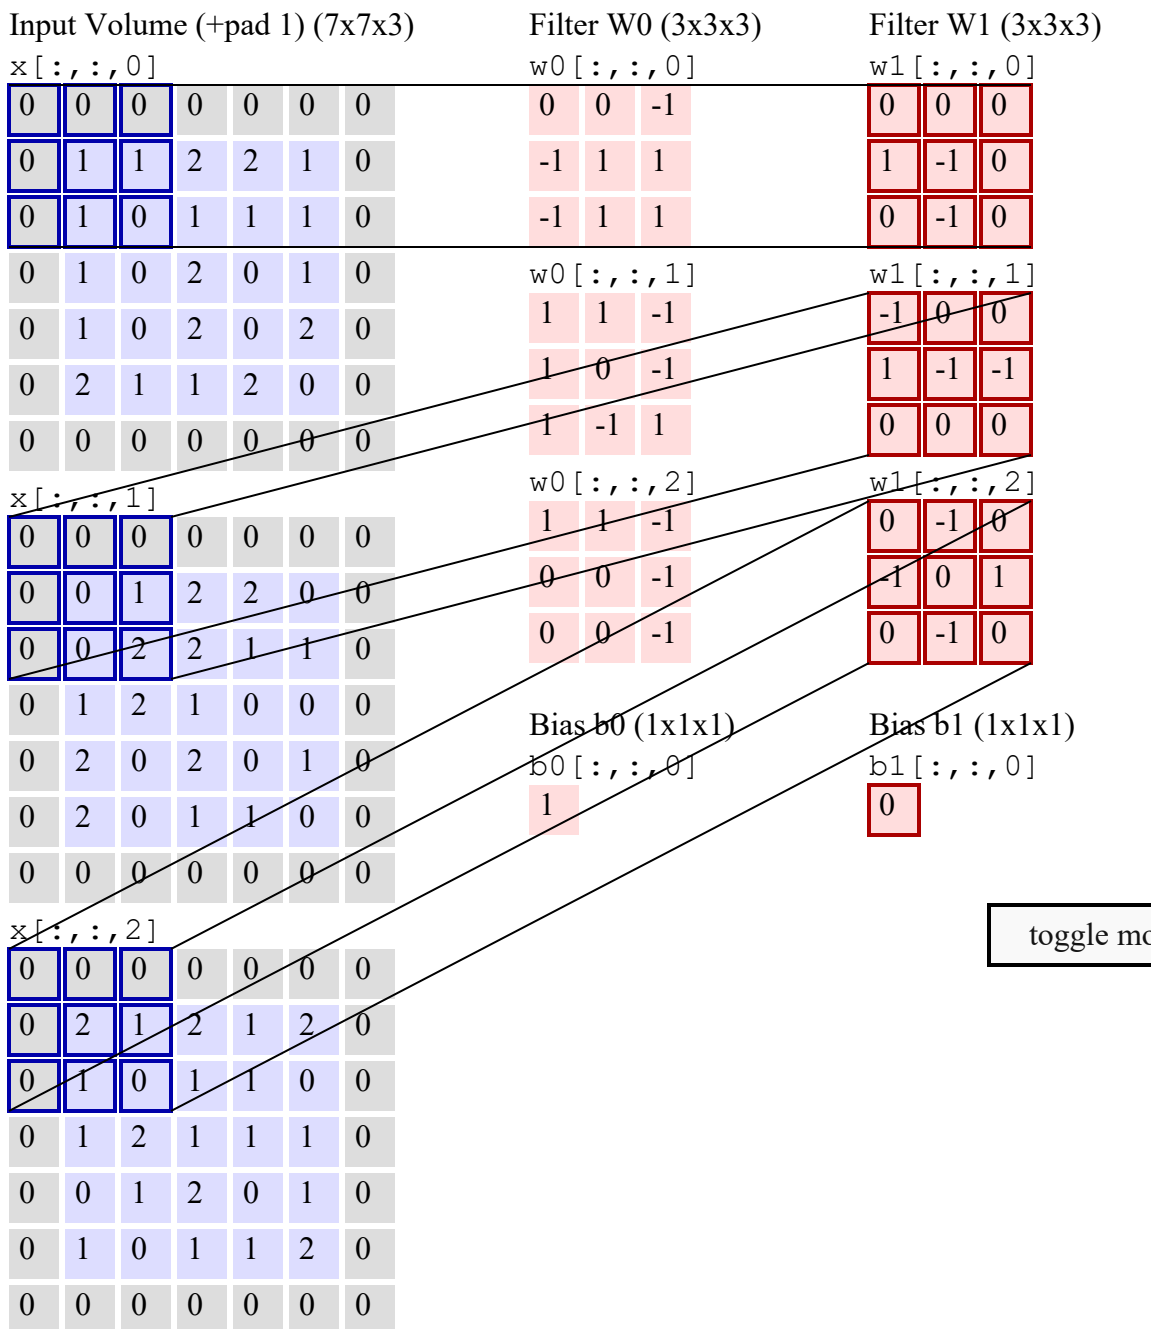 Input Volume (+pad 1) (7x7x3)
x[:,:,0]
0 0 0 0 0 0 0
0 1 1 2 2 1 0
0 1 0 1 1 1 0
0 1 0 2 0 1 0
0 1 0 2 0 2 0
0 2 1 1 2 0 0
0 0 0 0 0 0 0
x[:,:,1]
0 0 0 0 0 0 0
0 0 1 2 2 0 0
0 0 2 2 1 1 0
0 1 2 1 0 0 0
0 2 0 2 0 1 0
0 2 0 1 1 0 0
0 0 0 0 0 0 0
x[:,:,2]
0 0 0 0 0 0 0
0 2 1 2 1 2 0
0 1 0 1 1 0 0
0 1 2 1 1 1 0
0 0 1 2 0 1 0
0 1 0 1 1 2 0
0 0 0 0 0 0 0
Filter W0 (3x3x3)
w0[:,:,0]
0 0 -1
-1 1 1
-1 1 1
w0[:,:,1]
1 1 -1
1 0 -1
1 -1 1
w0[:,:,2]
1 1 -1
0 0 -1
0 0 -1
Bias b0 (1x1x1)
b0[:,:,0]
1
Filter W1 (3x3x3)
w1[:,:,0]
0 0 0
1 -1 0
0 -1 0
w1[:,:,1]
-1 0 0
1 -1 -1
0 0 0
w1[:,:,2]
0 -1 0
-1 0 1
0 -1 0
Bias b1 (1x1x1)
b1[:,:,0]
0
toggle mo